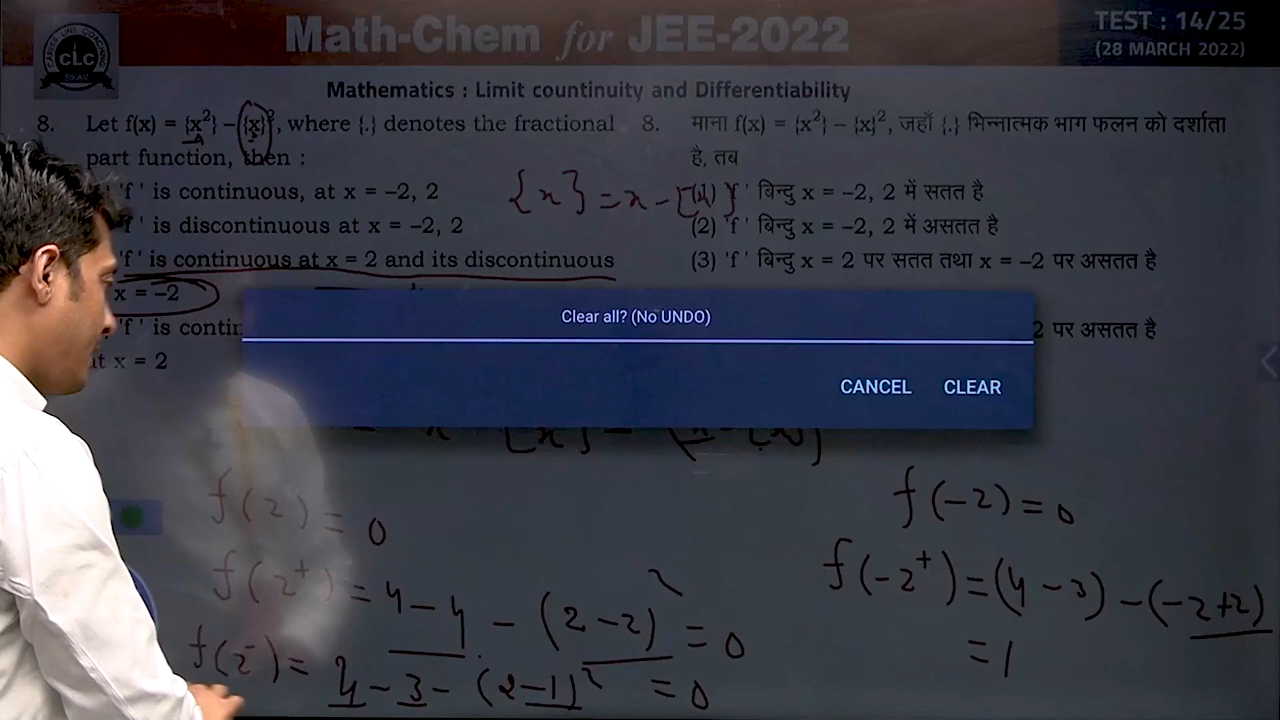 Math-Chem for JEE-2022
TEST : 14/25
(28 MARCH 2022)
CLC
SIKAR
Mathematics : Limit countinuity and Differentiability
8. Let f(x) = {x²} – {x}², where {.} denotes the fractional
part function, then :
'f' is continuous, at x = –2, 2
'f' is discontinuous at x = –2, 2
'f' is continuous at x = 2 and its discontinuous
x = –2
'f' is contin
at x = 2
{x} = x - [x]
8. माना f(x) = {x²} – {x}², जहाँ {.} भिन्नात्मक भाग फलन को दर्शाता
है, तब
(1) 'f' बिन्दु x = –2, 2 में सतत है
(2) 'f' बिन्दु x = –2, 2 में असतत है
(3) 'f' बिन्दु x = 2 पर सतत तथा x = –2 पर असतत है
2 पर असतत है
Clear all? (No UNDO)
CANCEL CLEAR
f(2) = 0
f(2⁺) = 4 - 4 - (2-2)² = 0
f(2⁻) = 4 - 3 - (2-1)² = 0
f(-2) = 0
f(-2⁺) = (4 - 3) - (-2+2)
= 1